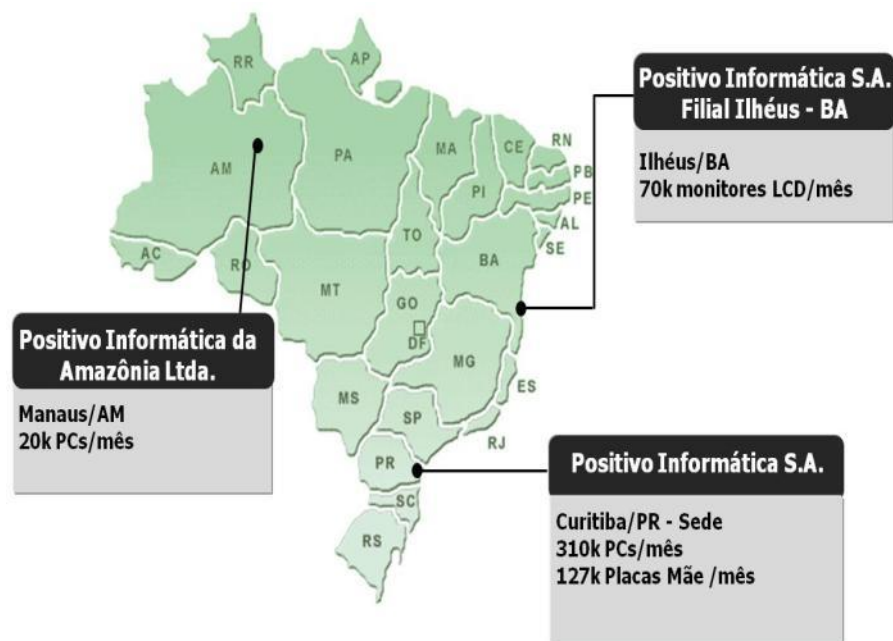 RR
AP
AM
PA
MA
CE
RN
PB
PE
AL
SE
PI
TO
BA
AC
RO
MT
GO
DF
MG
ES
MS
SP
RJ
PR
SC
RS
Positivo Informática S.A.
Filial Ilhéus - BA
Ilhéus/BA
70k monitores LCD/mês
Positivo Informática da
Amazônia Ltda.
Manaus/AM
20k PCs/mês
Positivo Informática S.A.
Curitiba/PR - Sede
310k PCs/mês
127k Placas Mãe /mês